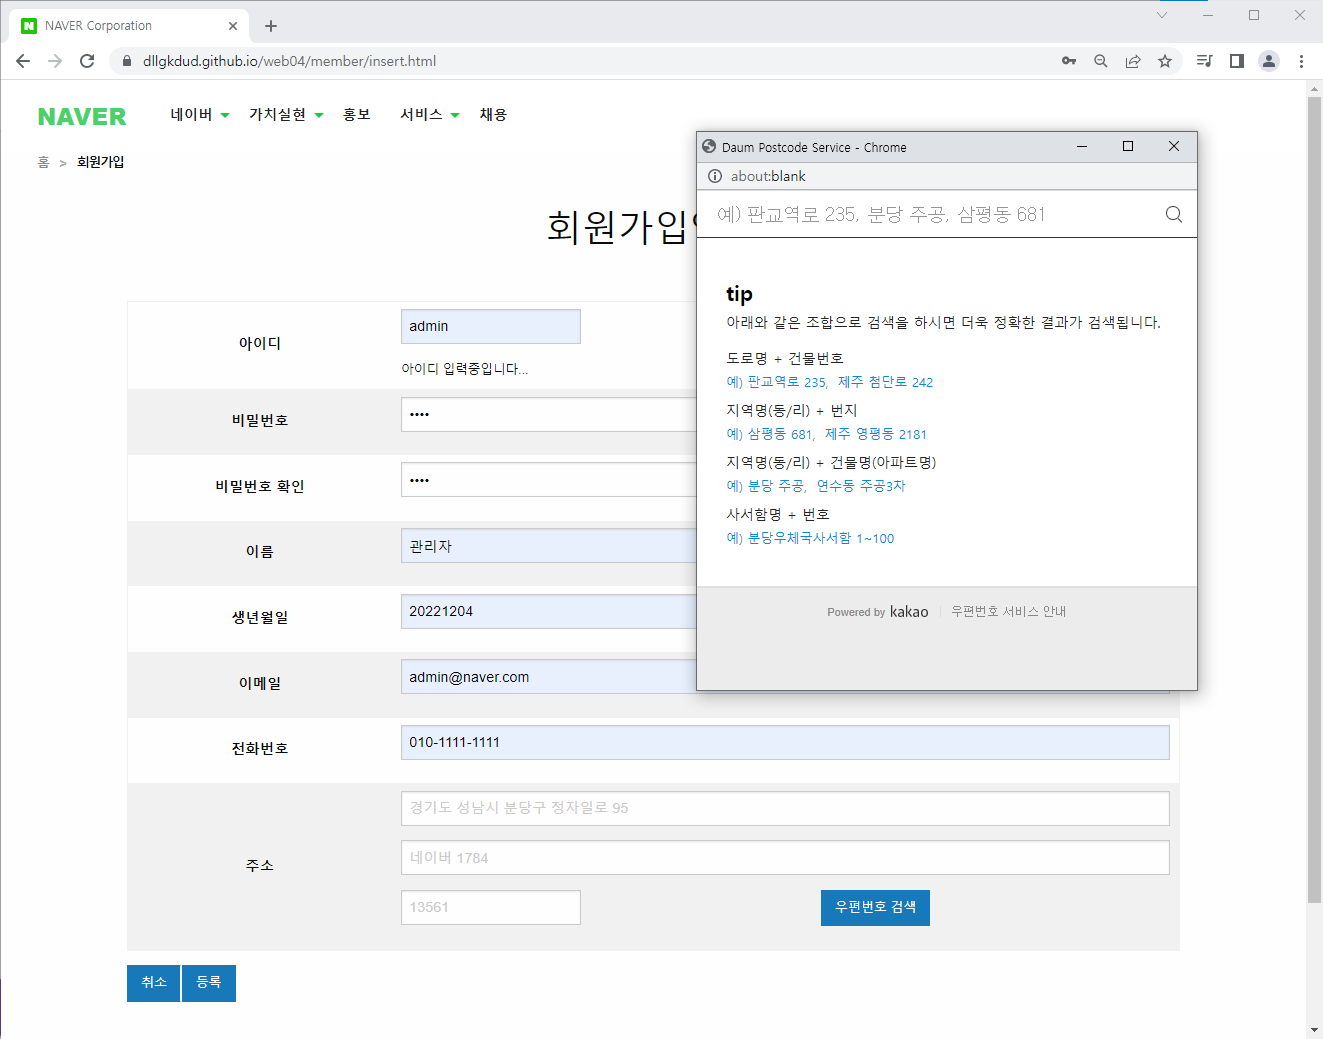 NAVER Corporation
dllgkdud.github.io/web04/member/insert.html
NAVER 네이버 가치실현 홍보 서비스 채용
홈 > 회원가입
회원가입
아이디 admin
아이디 입력중입니다...
비밀번호 ••••
비밀번호 확인 ••••
이름 관리자
생년월일 20221204
이메일 admin@naver.com
전화번호 010-1111-1111
주소
경기도 성남시 분당구 정자일로 95
네이버 1784
13561 우편번호 검색
취소 등록
Daum Postcode Service - Chrome
about:blank
예) 판교역로 235, 분당 주공, 삼평동 681
tip
아래와 같은 조합으로 검색을 하시면 더욱 정확한 결과가 검색됩니다.
도로명 + 건물번호
예) 판교역로 235, 제주 첨단로 242
지역명(동/리) + 번지
예) 삼평동 681, 제주 영평동 2181
지역명(동/리) + 건물명(아파트명)
예) 분당 주공, 연수동 주공3차
사서함명 + 번호
예) 분당우체국사서함 1~100
Powered by kakao 우편번호 서비스 안내